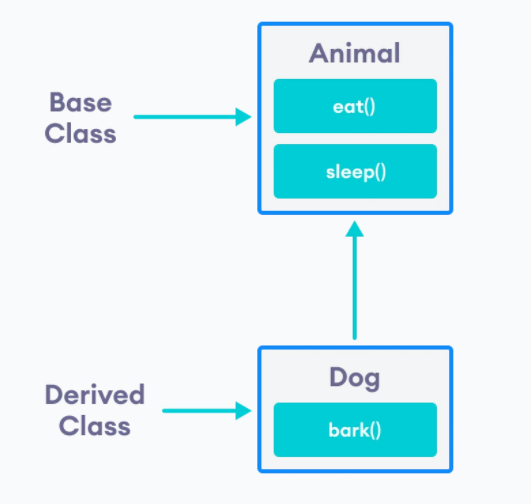 Animal
Base
Class
eat()
sleep()
Dog
Derived
Class
bark()